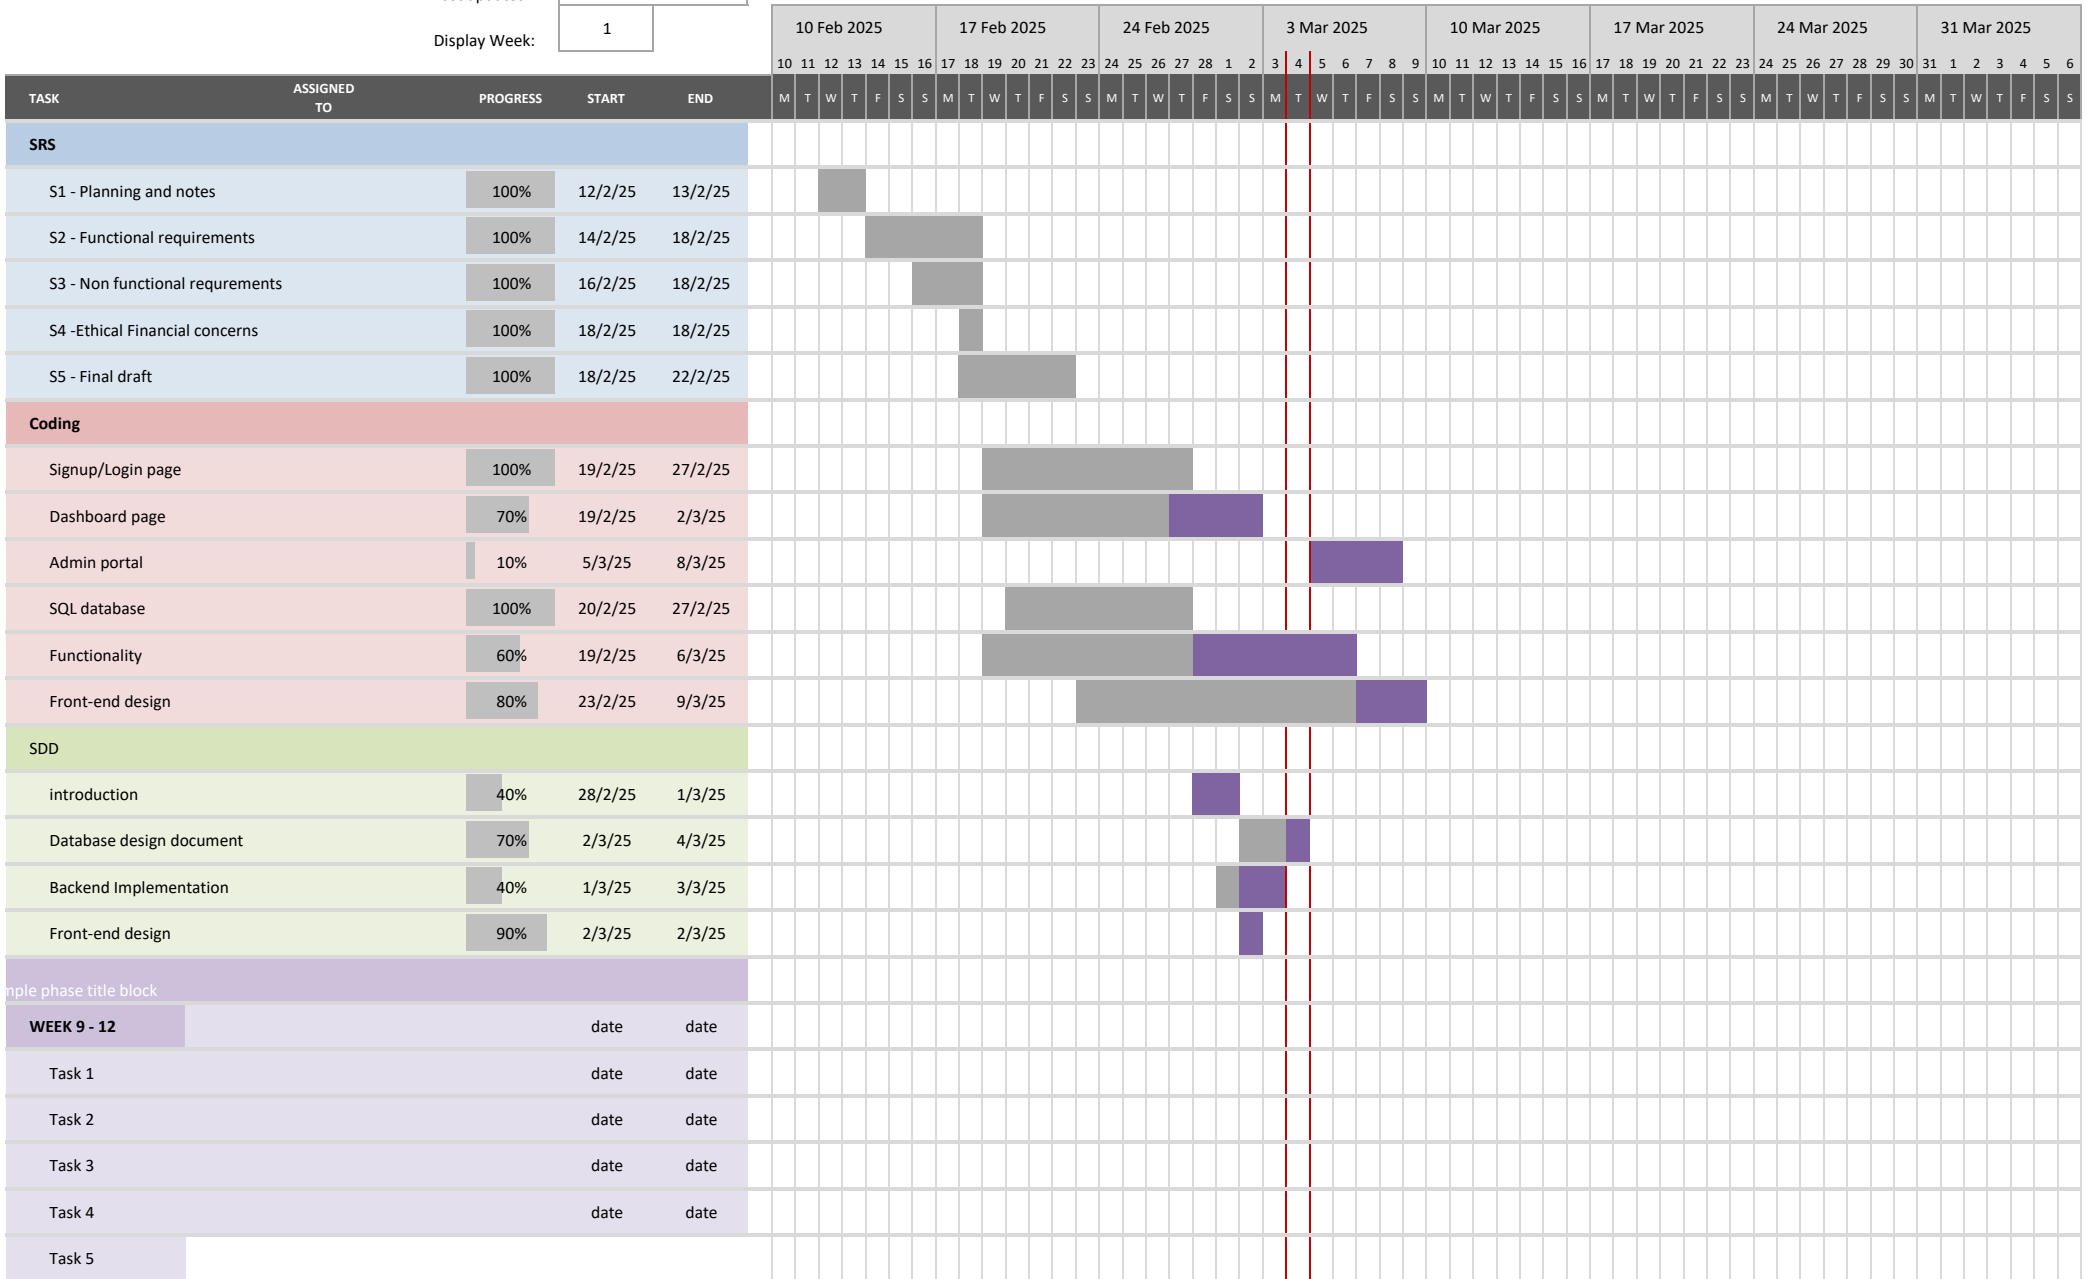 Display Week: 1
10 Feb 2025 17 Feb 2025 24 Feb 2025 3 Mar 2025 10 Mar 2025 17 Mar 2025 24 Mar 2025 31 Mar 2025
10 11 12 13 14 15 16 17 18 19 20 21 22 23 24 25 26 27 28 1 2 3 4 5 6 7 8 9 10 11 12 13 14 15 16 17 18 19 20 21 22 23 24 25 26 27 28 29 30 31 1 2 3 4 5 6
TASK ASSIGNED TO PROGRESS START END M T W T F S S M T W T F S S M T W T F S S M T W T F S S M T W T F S S M T W T F S S M T W T F S S M T W T F S S
SRS
S1 - Planning and notes 100% 12/2/25 13/2/25
S2 - Functional requirements 100% 14/2/25 18/2/25
S3 - Non functional requrements 100% 16/2/25 18/2/25
S4 -Ethical Financial concerns 100% 18/2/25 18/2/25
S5 - Final draft 100% 18/2/25 22/2/25
Coding
Signup/Login page 100% 19/2/25 27/2/25
Dashboard page 70% 19/2/25 2/3/25
Admin portal 10% 5/3/25 8/3/25
SQL database 100% 20/2/25 27/2/25
Functionality 60% 19/2/25 6/3/25
Front-end design 80% 23/2/25 9/3/25
SDD
introduction 40% 28/2/25 1/3/25
Database design document 70% 2/3/25 4/3/25
Backend Implementation 40% 1/3/25 3/3/25
Front-end design 90% 2/3/25 2/3/25
phase title block
WEEK 9 - 12 date date
Task 1 date date
Task 2 date date
Task 3 date date
Task 4 date date
Task 5